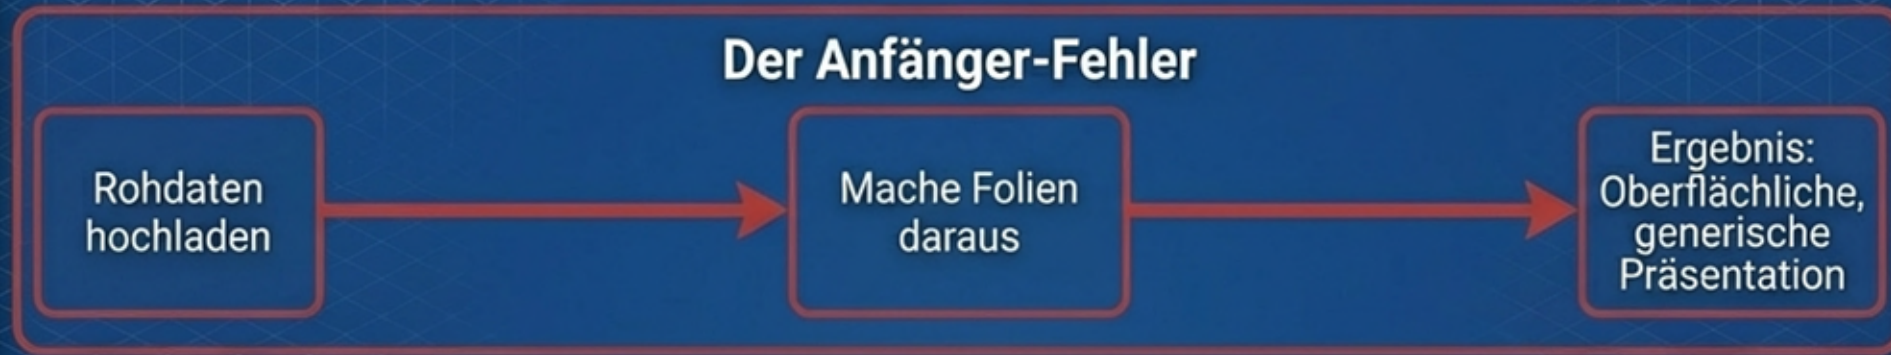 Der Anfänger-Fehler
Rohdaten
hochladen
Mache Folien
daraus
Ergebnis:
Oberflächliche,
generische
Präsentation